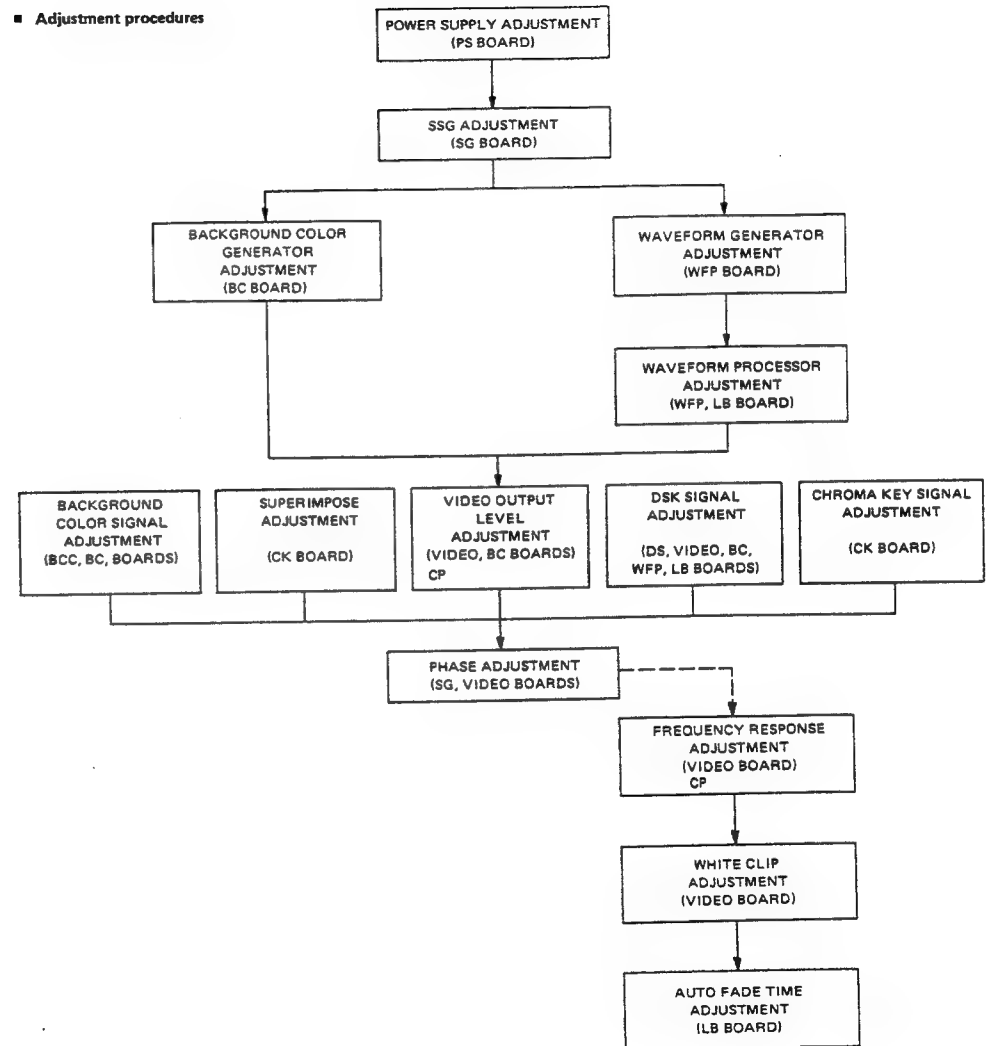 ■ Adjustment procedures
POWER SUPPLY ADJUSTMENT
(PS BOARD)
SSG ADJUSTMENT
(SG BOARD)
BACKGROUND COLOR
GENERATOR
ADJUSTMENT
(BC BOARD)
WAVEFORM GENERATOR
ADJUSTMENT
(WFP BOARD)
WAVEFORM PROCESSOR
ADJUSTMENT
(WFP, LB BOARD)
BACKGROUND
COLOR SIGNAL
ADJUSTMENT
(BCC, BC, BOARDS)
SUPERIMPOSE
ADJUSTMENT
(CK BOARD)
VIDEO OUTPUT
LEVEL
ADJUSTMENT
(VIDEO, BC BOARDS)
CP
DSK SIGNAL
ADJUSTMENT
(DS, VIDEO, BC,
WFP, LB BOARDS)
CHROMA KEY SIGNAL
ADJUSTMENT
(CK BOARD)
PHASE ADJUSTMENT
(SG, VIDEO BOARDS)
FREQUENCY RESPONSE
ADJUSTMENT
(VIDEO BOARD)
CP
WHITE CLIP
ADJUSTMENT
(VIDEO BOARD)
AUTO FADE TIME
ADJUSTMENT
(LB BOARD)